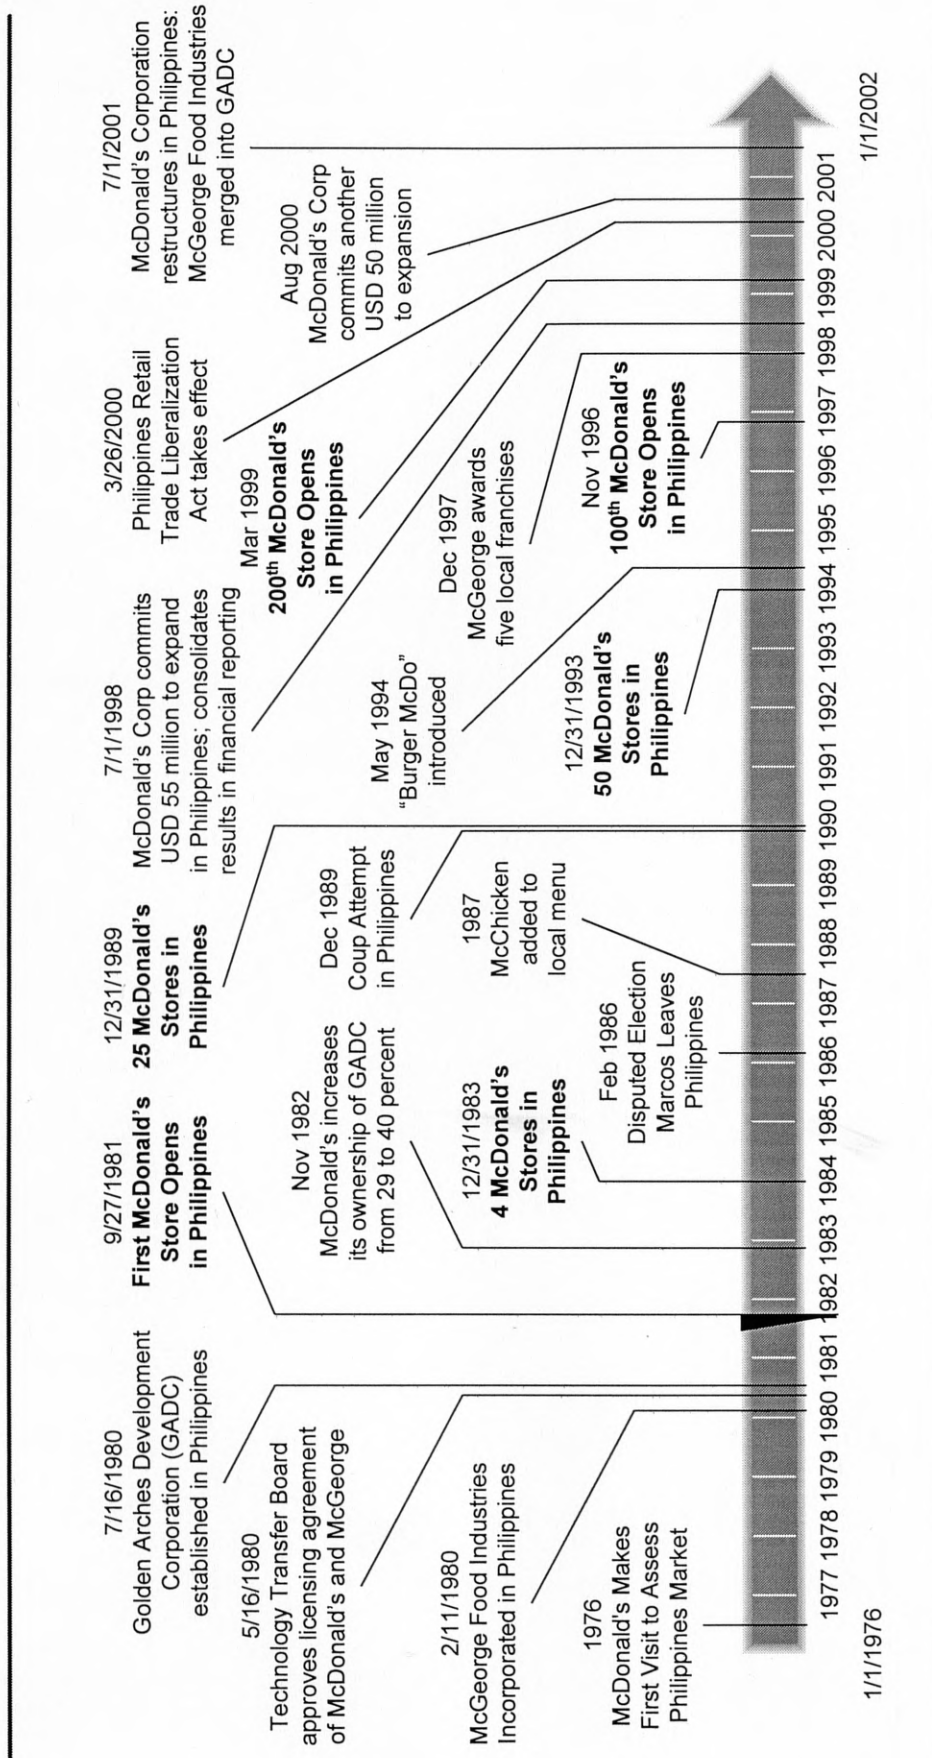 7/16/1980
Golden Arches Development
Corporation (GADC)
established in Philippines
9/27/1981
First McDonald's
Store Opens
in Philippines
12/31/1989
25 McDonald's
Stores in
Philippines
7/1/1998
McDonald's Corp commits
USD 55 million to expand
in Philippines; consolidates
results in financial reporting
3/26/2000
Philippines Retail
Trade Liberalization
Act takes effect
7/1/2001
McDonald's Corporation
restructures in Philippines:
McGeorge Food Industries
merged into GADC
5/16/1980
Technology Transfer Board
approves licensing agreement
of McDonald's and McGeorge
Nov 1982
McDonald's increases
its ownership of GADC
from 29 to 40 percent
Dec 1989
Coup Attempt
in Philippines
May 1994
“Burger McDo”
introduced
Mar 1999
200th McDonald's
Store Opens
in Philippines
Aug 2000
McDonald's Corp
commits another
USD 50 million
to expansion
2/11/1980
McGeorge Food Industries
Incorporated in Philippines
12/31/1983
4 McDonald's
Stores in
Philippines
1987
McChicken
added to
local menu
Dec 1997
McGeorge awards
five local franchises
1976
McDonald's Makes
First Visit to Assess
Philippines Market
Feb 1986
Disputed Election
Marcos Leaves
Philippines
12/31/1993
50 McDonald's
Stores in
Philippines
Nov 1996
100th McDonald's
Store Opens
in Philippines
1977 1978 1979 1980 1981 1982 1983 1984 1985 1986 1987 1988 1989 1990 1991 1992 1993 1994 1995 1996 1997 1998 1999 2000 2001
1/1/1976
1/1/2002